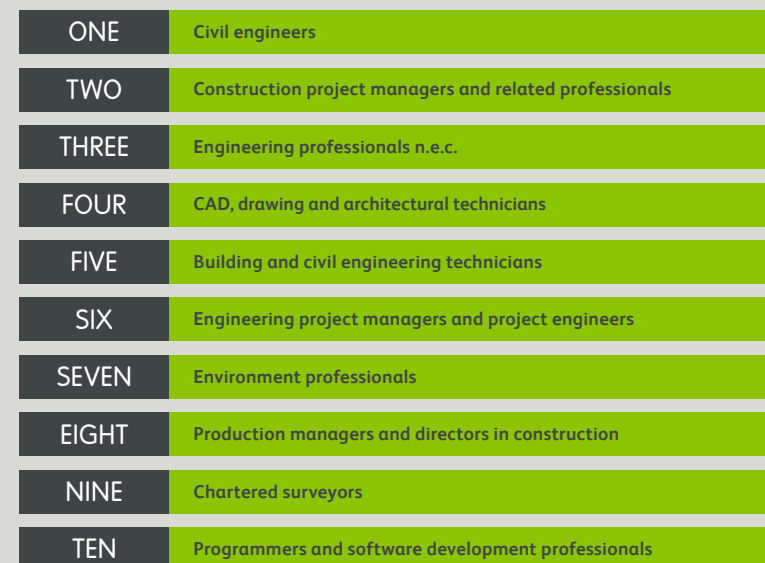 ONE Civil engineers
TWO Construction project managers and related professionals
THREE Engineering professionals n.e.c.
FOUR CAD, drawing and architectural technicians
FIVE Building and civil engineering technicians
SIX Engineering project managers and project engineers
SEVEN Environment professionals
EIGHT Production managers and directors in construction
NINE Chartered surveyors
TEN Programmers and software development professionals